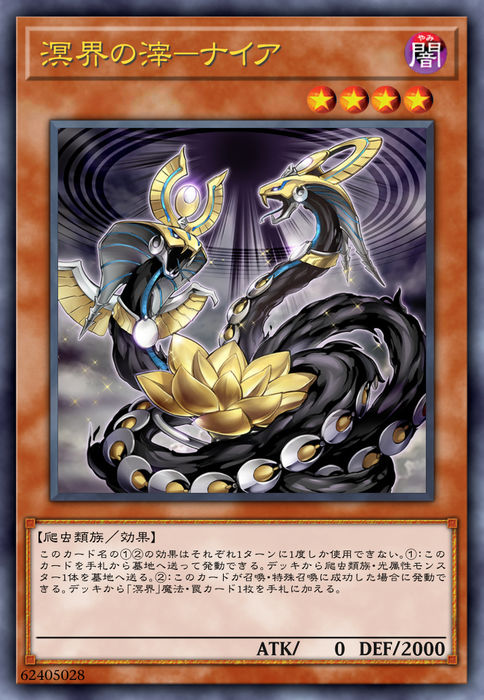 溟界の滓－ナイア
やみ
闇
【爬虫類族／効果】
このカード名の①②の効果はそれぞれ1ターンに1度しか使用できない。①：この
カードを手札から墓地へ送って発動できる。デッキから爬虫類族・光属性モンス
ター1体を墓地へ送る。②：このカードが召喚・特殊召喚に成功した場合に発動で
きる。デッキから「溟界」魔法・罠カード1枚を手札に加える。
ATK/ 0 DEF/2000
62405028